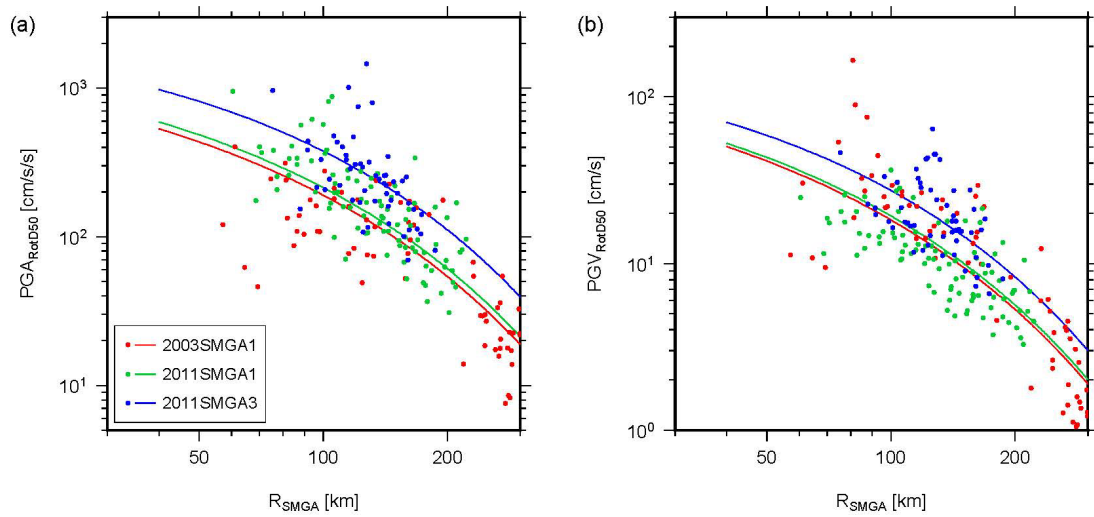 (a)
10³
10²
10¹
PGA_RotD50 [cm/s]
2003SMGA1
2011SMGA1
2011SMGA3
50
100
200
R_SMGA [km]
(b)
10²
10¹
10⁰
PGV_RotD50 [cm/s]
50
100
200
R_SMGA [km]